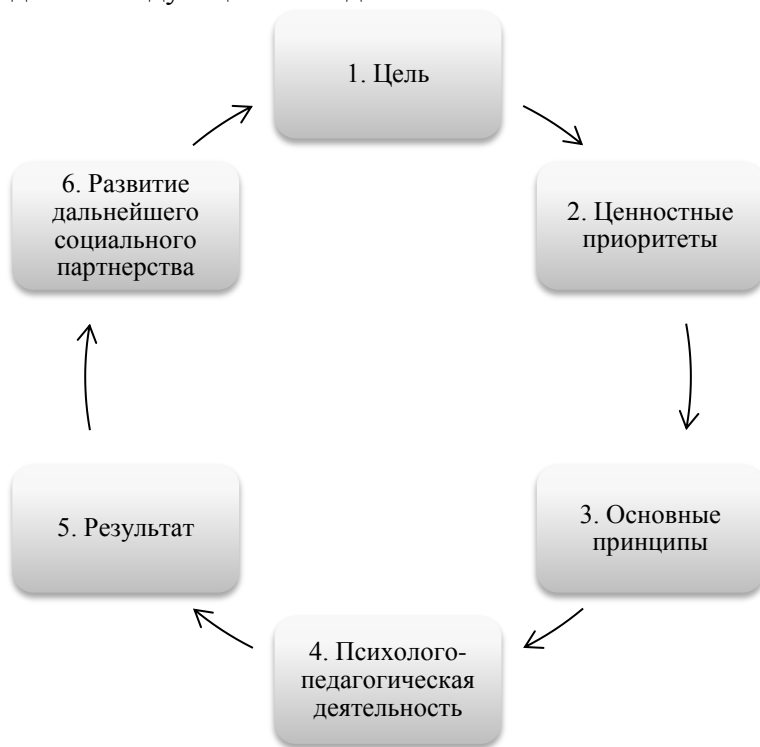 1. Цель
2. Ценностные
приоритеты
3. Основные
принципы
4. Психолого-
педагогическая
деятельность
5. Результат
6. Развитие
дальнейшего
социального
партнерства